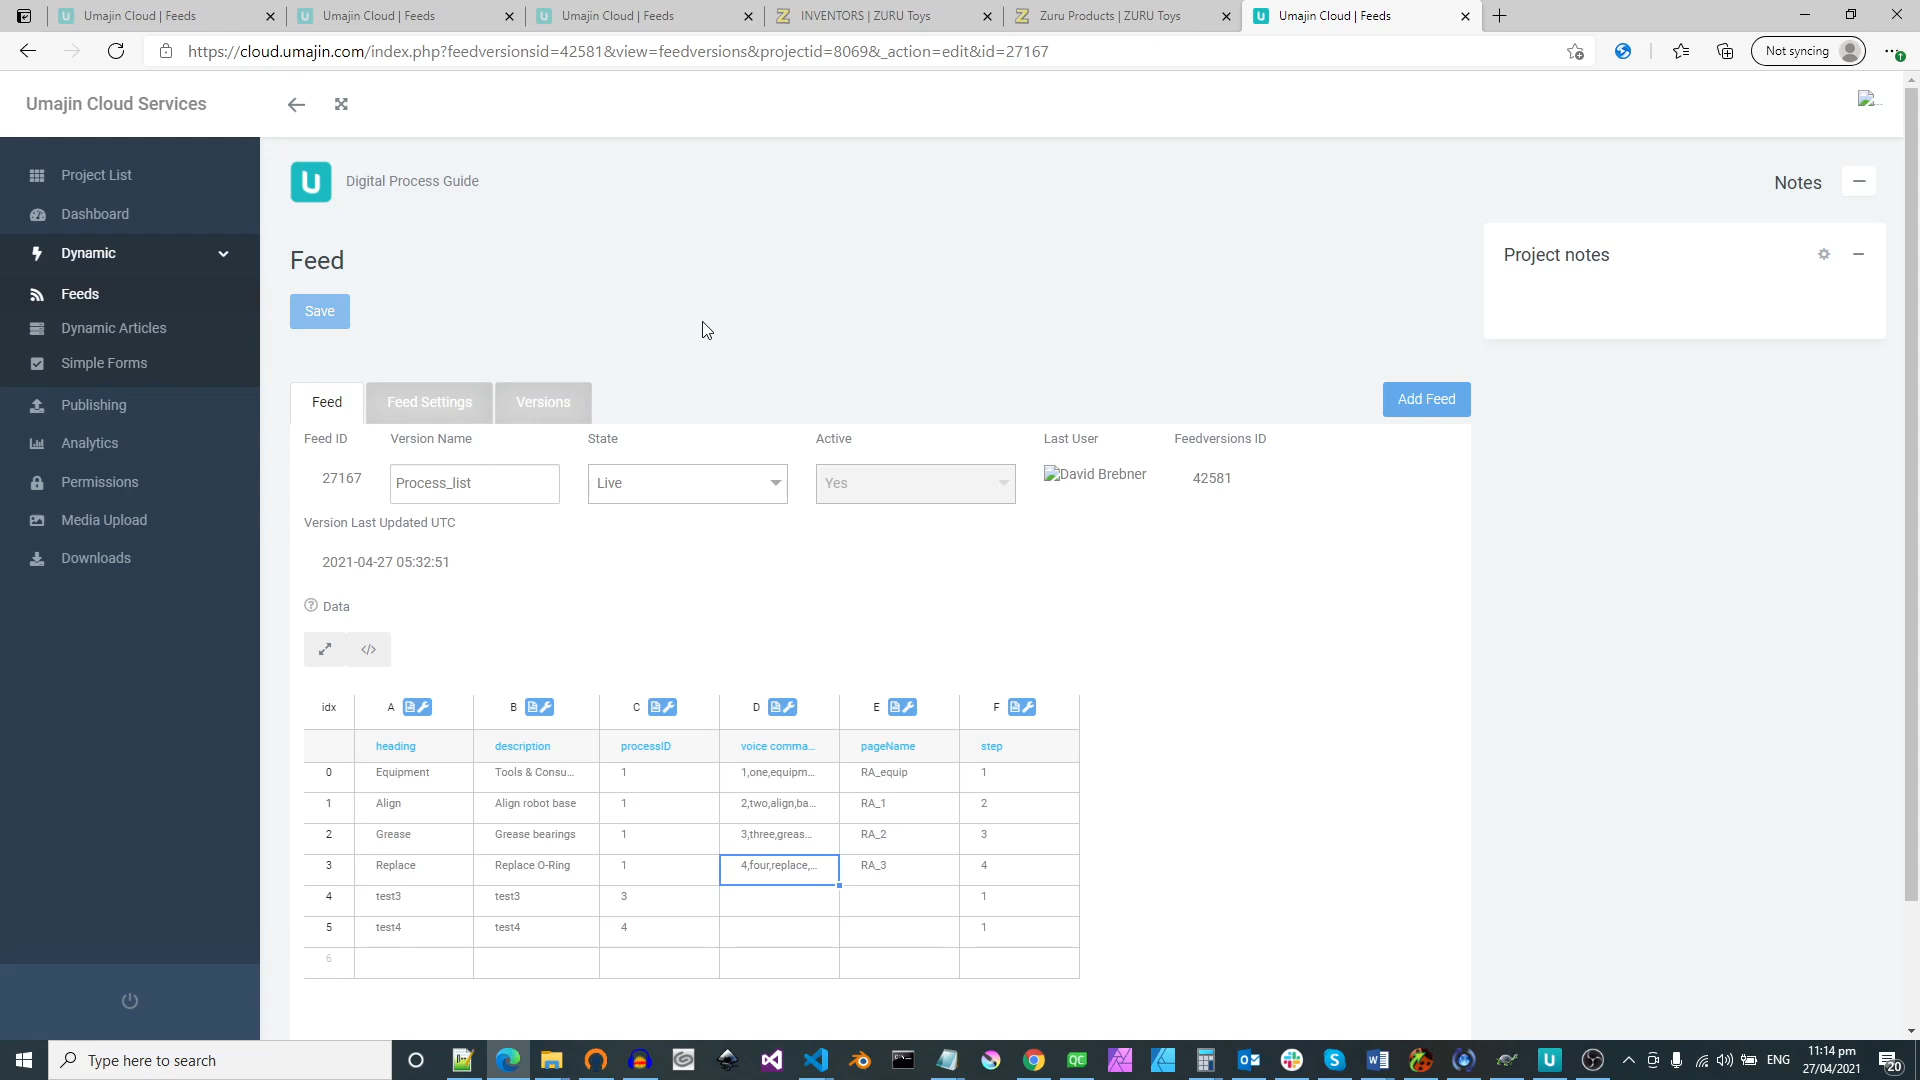 Umajin Cloud | Feeds
Umajin Cloud | Feeds
Umajin Cloud | Feeds
INVENTORS | ZURU Toys
Zuru Products | ZURU Toys
Umajin Cloud | Feeds
https://cloud.umajin.com/index.php?feedversionsid=42581&view=feedversions&projectid=8069&_action=edit&id=27167
Not syncing
Umajin Cloud Services
Project List
Dashboard
Dynamic
Feeds
Dynamic Articles
Simple Forms
Publishing
Analytics
Permissions
Media Upload
Downloads
Digital Process Guide
Notes
Project notes
Feed
Save
Feed Feed Settings Versions
Add Feed
Feed ID Version Name State Active Last User Feedversions ID
27167 Process_list Live Yes David Brebner 42581
Version Last Updated UTC
2021-04-27 05:32:51
Data
</>
idx A B C D E F
heading description processID voice comma... pageName step
0 Equipment Tools & Consu... 1 1,one,equipm... RA_equip 1
1 Align Align robot base 1 2,two,align,ba... RA_1 2
2 Grease Grease bearings 1 3,three,greas... RA_2 3
3 Replace Replace O-Ring 1 4,four,replace,... RA_3 4
4 test3 test3 3 1
5 test4 test4 4 1
6
Type here to search
ENG
11:14 pm
27/04/2021
20